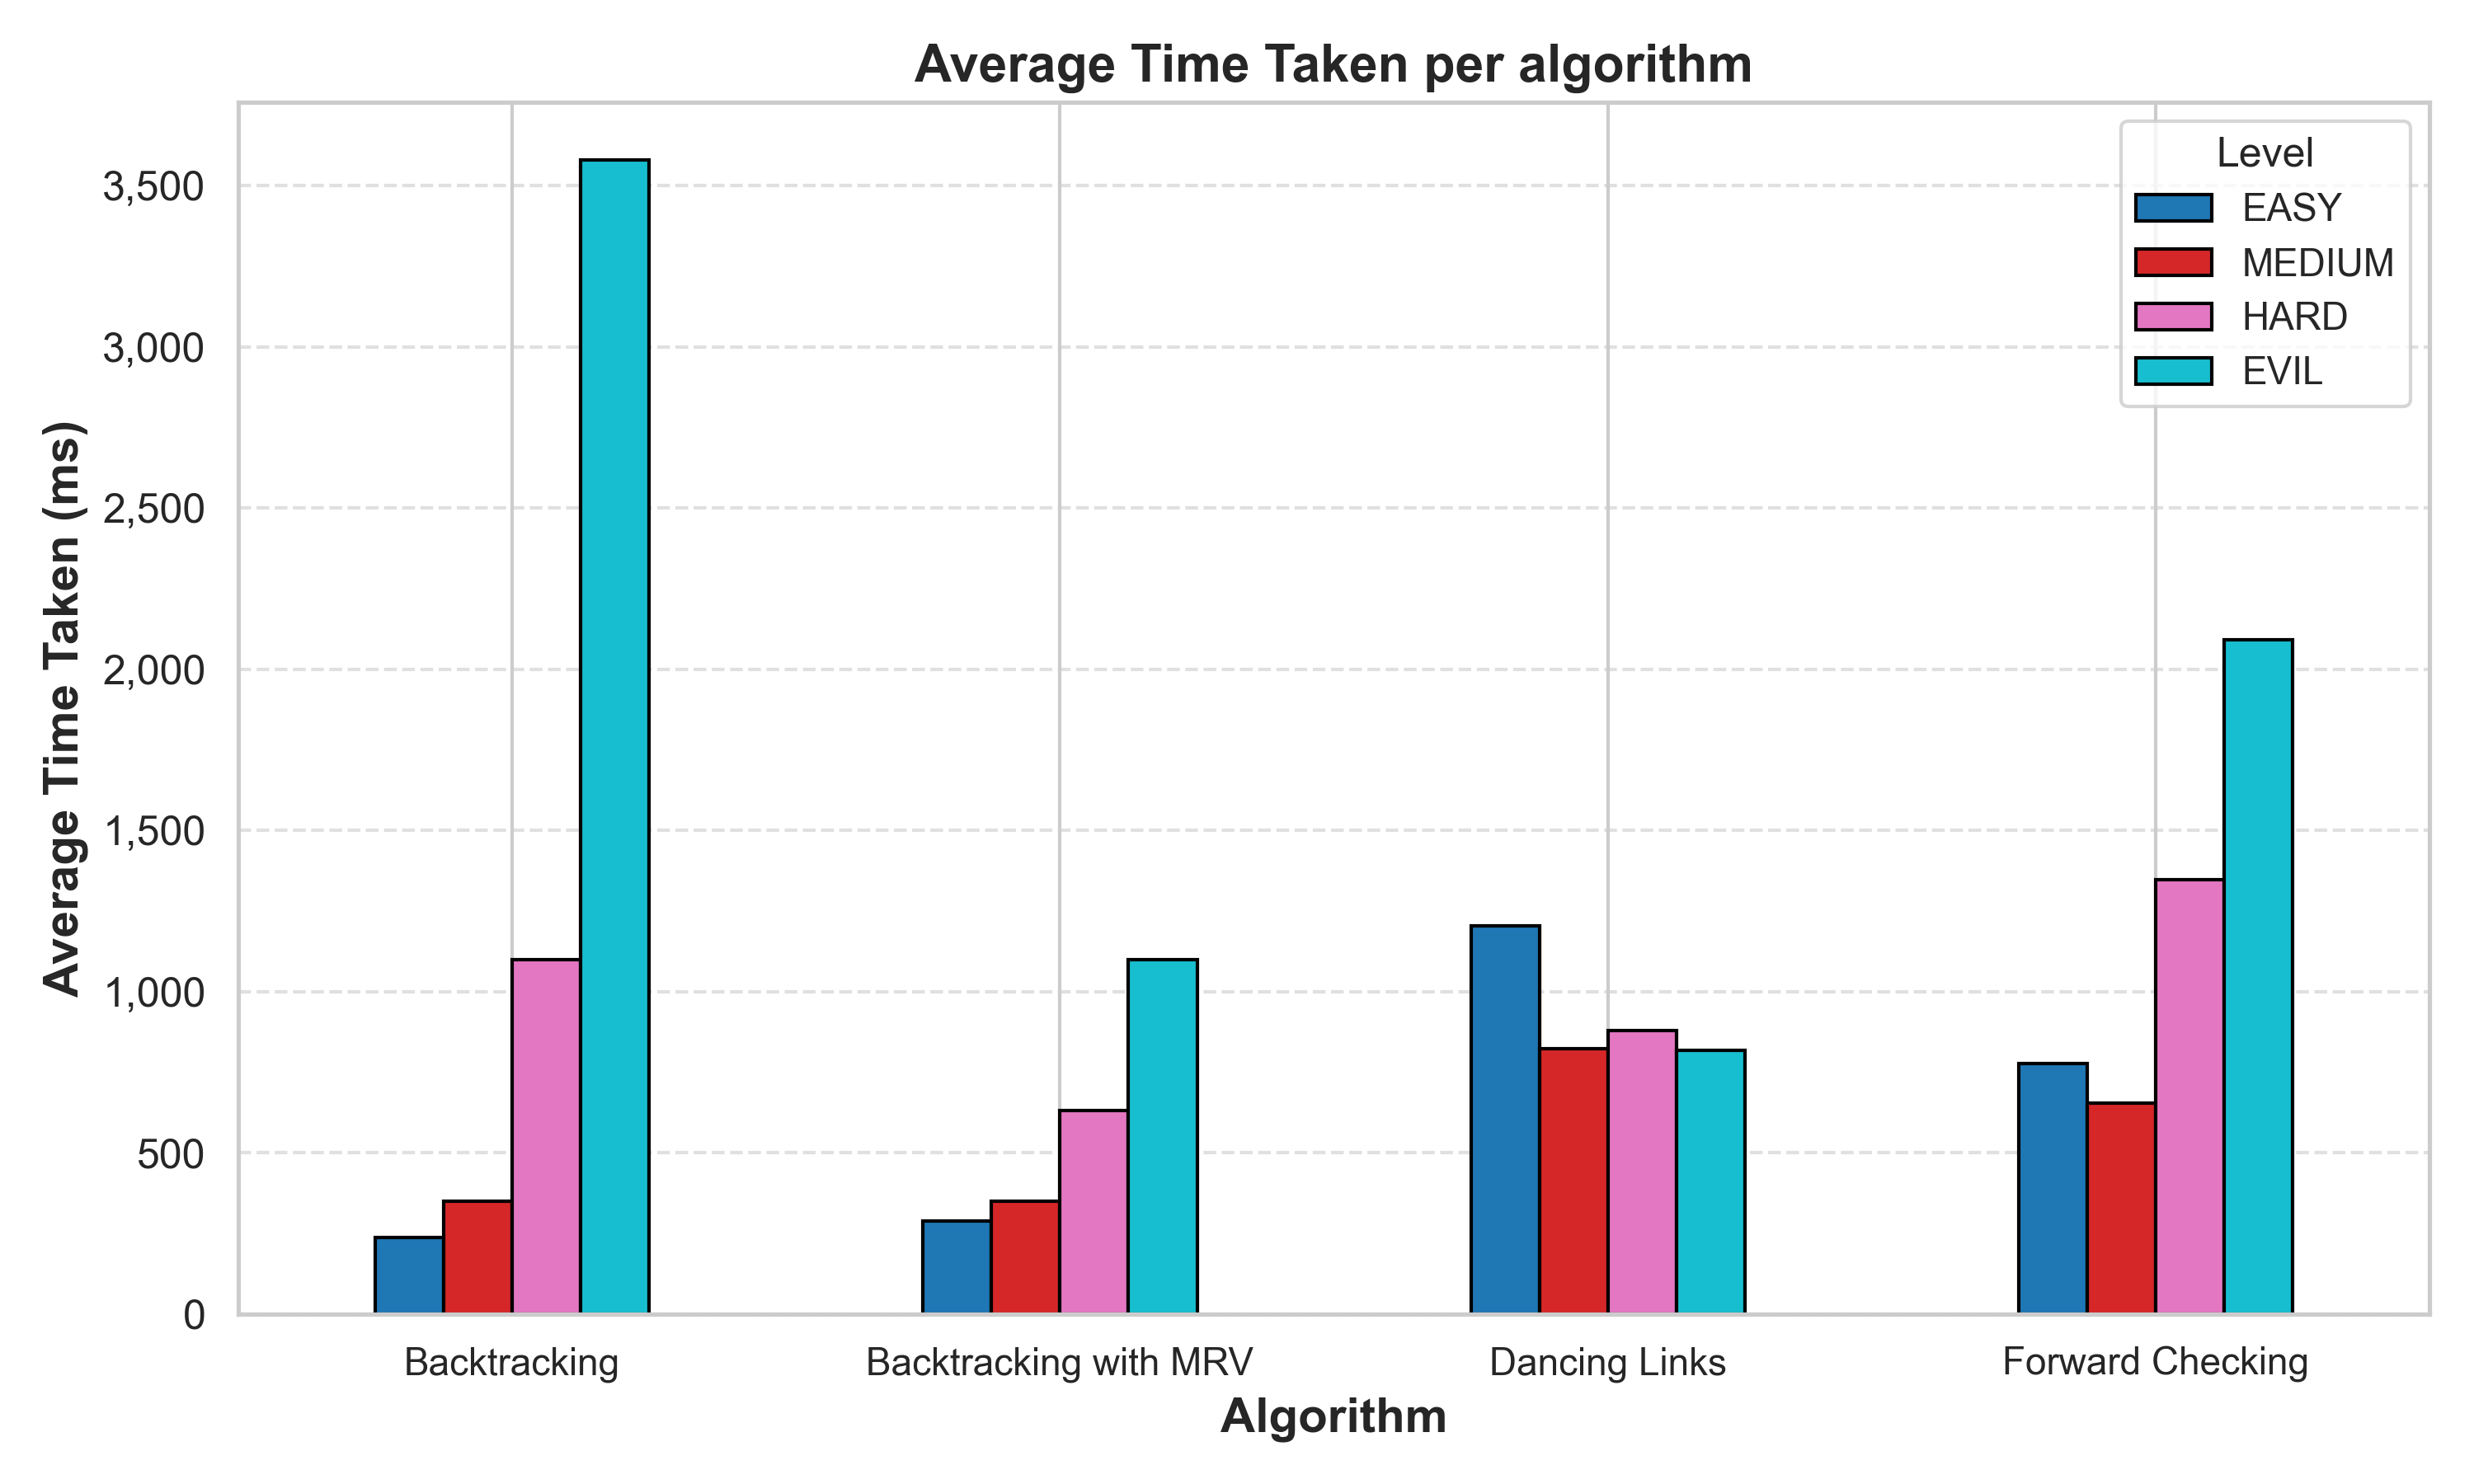 Average Time Taken per algorithm
Level
EASY
MEDIUM
HARD
EVIL
Average Time Taken (ms)
3,500
3,000
2,500
2,000
1,500
1,000
500
0
Backtracking
Backtracking with MRV
Dancing Links
Forward Checking
Algorithm